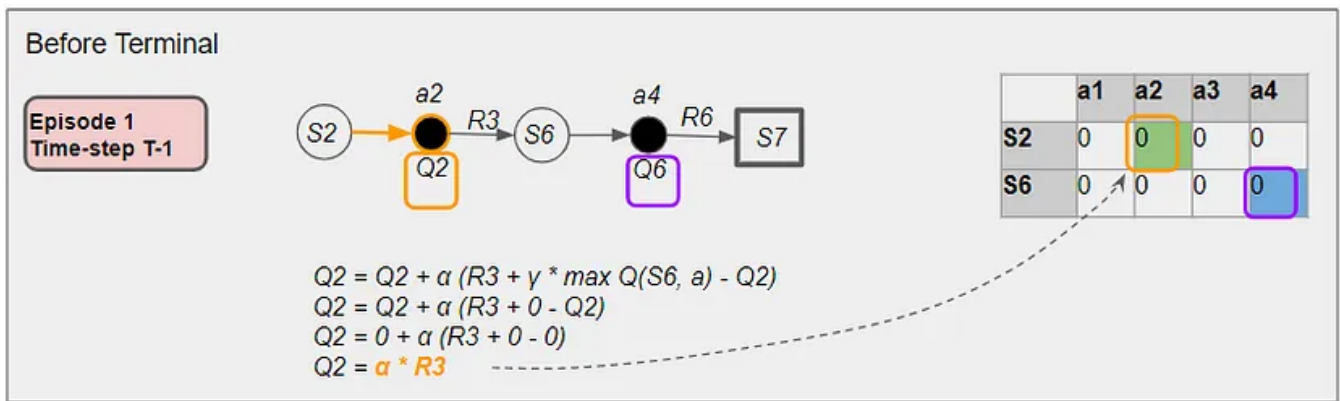 Before Terminal
Episode 1
Time-step T-1
a2
a4
S2
R3
S6
R6
S7
Q2
Q6
a1 a2 a3 a4
S2 0 0 0 0
S6 0 0 0 0
Q2 = Q2 + α (R3 + γ * max Q(S6, a) - Q2)
Q2 = Q2 + α (R3 + 0 - Q2)
Q2 = 0 + α (R3 + 0 - 0)
Q2 = α * R3